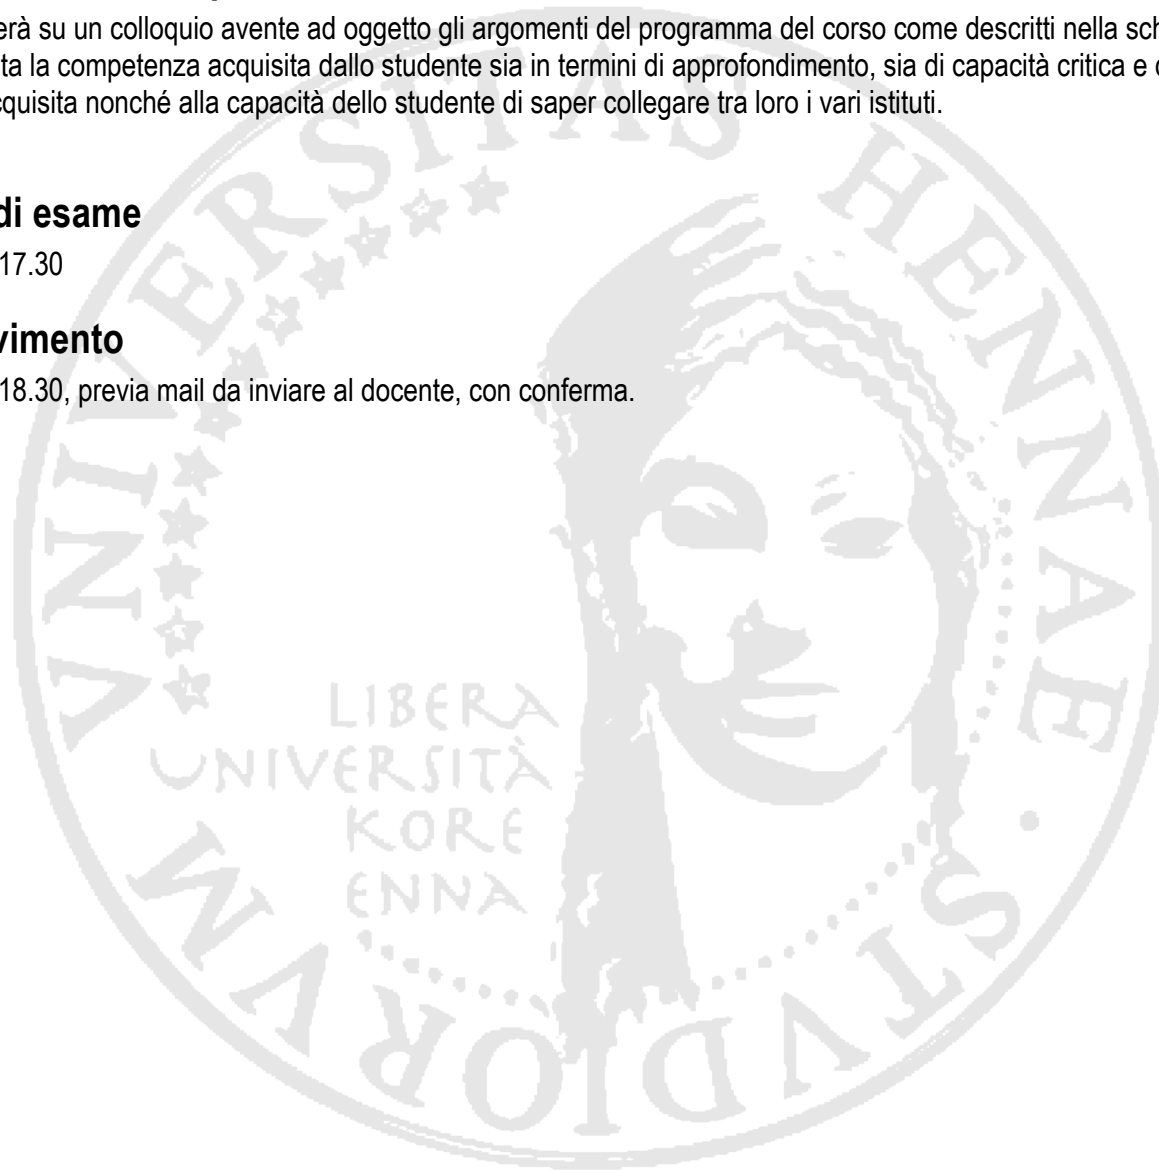 erà su un colloquio avente ad oggetto gli argomenti del programma del corso come descritti nella sch
ta la competenza acquisita dallo studente sia in termini di approfondimento, sia di capacità critica e
quisita nonché alla capacità dello studente di saper collegare tra loro i vari istituti.
di esame
17.30
vimento
18.30, previa mail da inviare al docente, con conferma.
VNIVERSITAS HENNAE · STVDIORVM
LIBERA
UNIVERSITÀ
KORE
ENNA